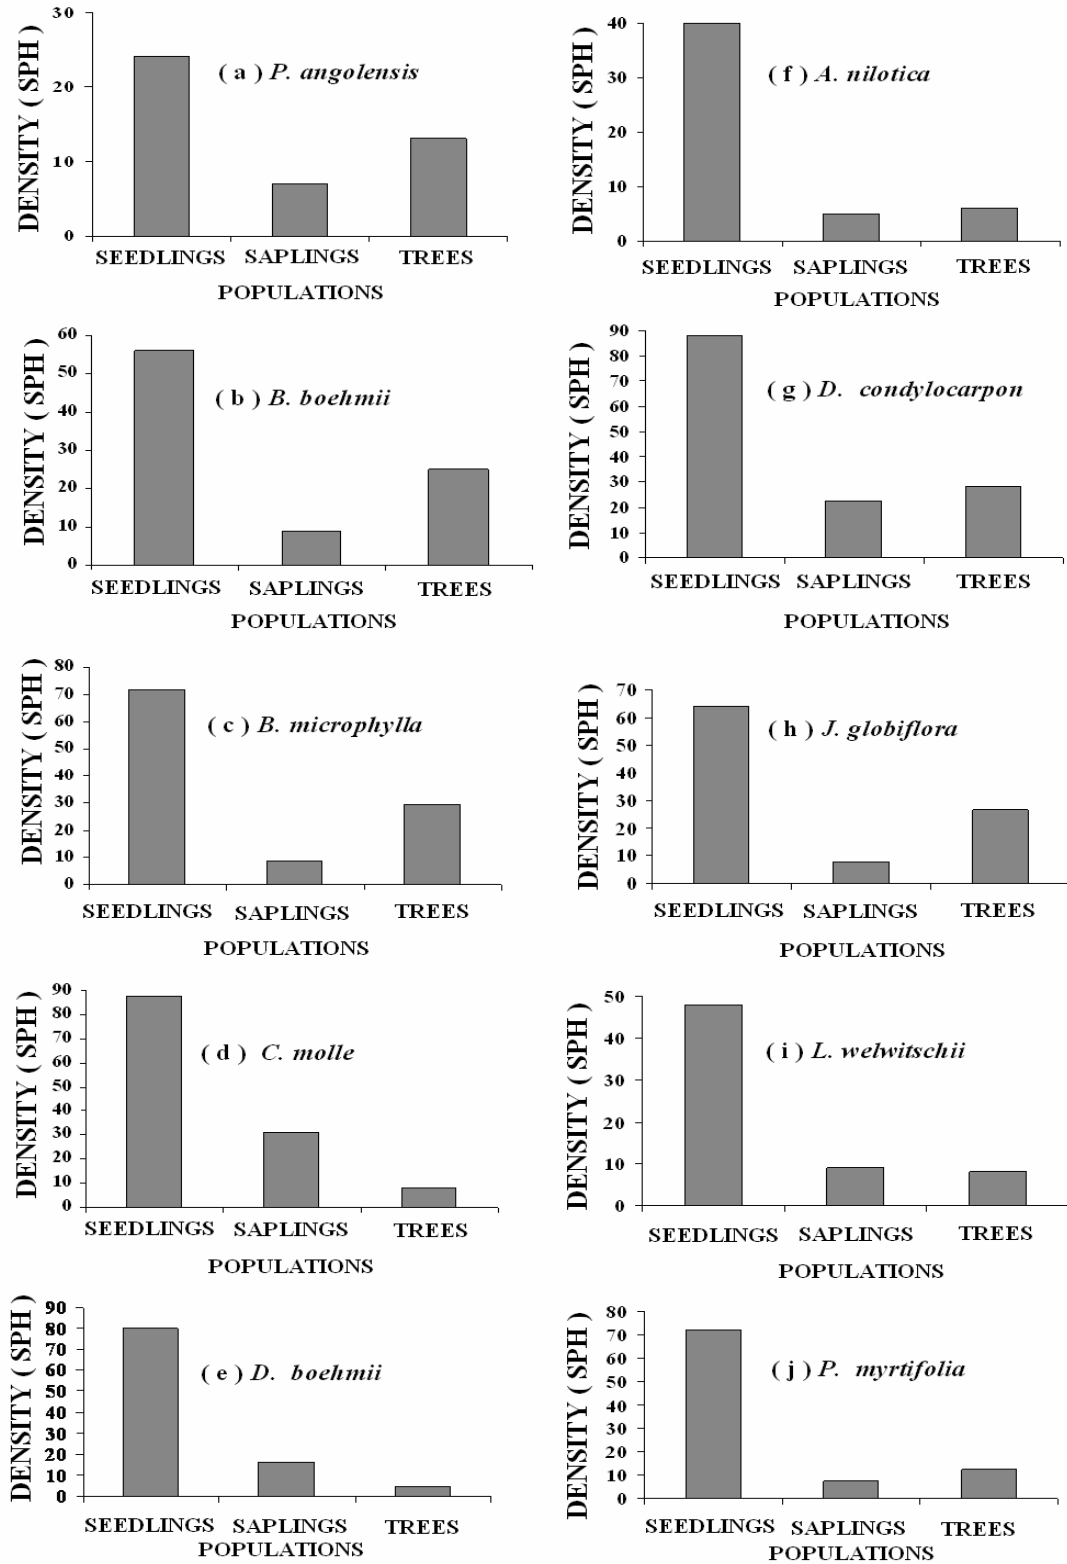 DENSITY ( SPH )
30
20
10
0
( a ) P. angolensis
SEEDLINGS SAPLINGS TREES
POPULATIONS
DENSITY ( SPH )
40
30
20
10
0
( f ) A. nilotica
SEEDLINGS SAPLINGS TREES
POPULATIONS
DENSITY ( SPH )
60
50
40
30
20
10
0
( b ) B. boehmii
SEEDLINGS SAPLINGS TREES
POPULATIONS
DENSITY ( SPH )
90
80
70
60
50
40
30
20
10
0
( g ) D. condylocarpon
SEEDLINGS SAPLINGS TREES
POPULATIONS
DENSITY ( SPH )
80
70
60
50
40
30
20
10
0
( c ) B. microphylla
SEEDLINGS SAPLINGS TREES
POPULATIONS
DENSITY ( SPH )
70
60
50
40
30
20
10
0
( h ) J. globiflora
SEEDLINGS SAPLINGS TREES
POPULATIONS
DENSITY ( SPH )
90
80
70
60
50
40
30
20
10
0
( d ) C. molle
SEEDLINGS SAPLINGS TREES
POPULATIONS
DENSITY ( SPH )
50
40
30
20
10
0
( i ) L. welwitschii
SEEDLINGS SAPLINGS TREES
POPULATIONS
DENSITY ( SPH )
90
80
70
60
50
40
30
20
10
0
( e ) D. boehmii
SEEDLINGS SAPLINGS TREES
POPULATIONS
DENSITY ( SPH )
80
70
60
50
40
30
20
10
0
( j ) P. myrtifolia
SEEDLINGS SAPLINGS TREES
POPULATIONS